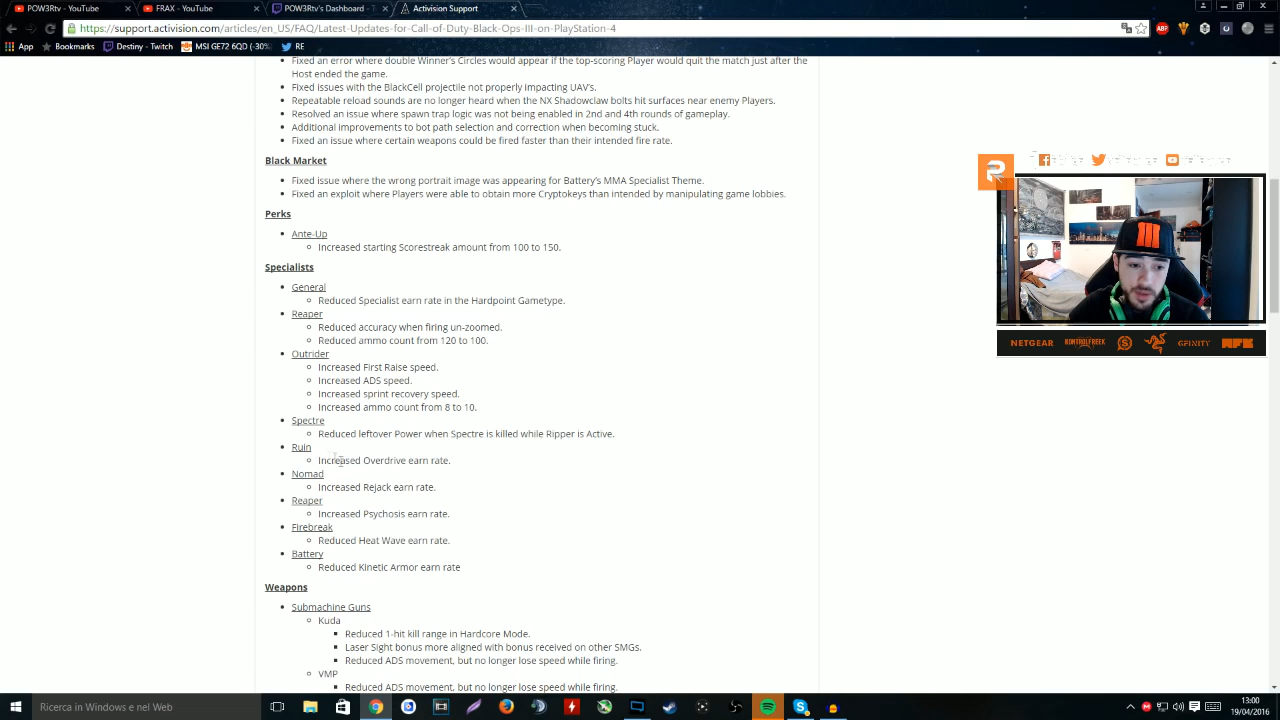 POW3Rtv - YouTube
FRAX - YouTube
POW3Rtv's Dashboard - T
Activision Support
https://support.activision.com/articles/en_US/FAQ/Latest-Updates-for-Call-of-Duty-Black-Ops-III-on-PlayStation-4
App
Bookmarks
Destiny - Twitch
MSI GE72 6QD (-30%)
RE
Fixed an error where double Winner's Circles would appear if the top-scoring Player would quit the match just after the
Host ended the game.
Fixed issues with the BlackCell projectile not properly impacting UAV's.
Repeatable reload sounds are no longer heard when the NX Shadowclaw bolts hit surfaces near enemy Players.
Resolved an issue where spawn trap logic was not being enabled in 2nd and 4th rounds of gameplay.
Additional improvements to bot path selection and correction when becoming stuck.
Fixed an issue where certain weapons could be fired faster than their intended fire rate.
Black Market
Fixed issue where the wrong portrait image was appearing for Battery's MMA Specialist Theme.
Fixed an exploit where Players were able to obtain more Cryptokeys than intended by manipulating game lobbies.
Perks
Ante-Up
Increased starting Scorestreak amount from 100 to 150.
Specialists
General
Reduced Specialist earn rate in the Hardpoint Gametype.
Reaper
Reduced accuracy when firing un-zoomed.
Reduced ammo count from 120 to 100.
Outrider
Increased First Raise speed.
Increased ADS speed.
Increased sprint recovery speed.
Increased ammo count from 8 to 10.
Spectre
Reduced leftover Power when Spectre is killed while Ripper is Active.
Ruin
Increased Overdrive earn rate.
Nomad
Increased Rejack earn rate.
Reaper
Increased Psychosis earn rate.
Firebreak
Reduced Heat Wave earn rate.
Battery
Reduced Kinetic Armor earn rate
Weapons
Submachine Guns
Kuda
Reduced 1-hit kill range in Hardcore Mode.
Laser Sight bonus more aligned with bonus received on other SMGs.
Reduced ADS movement, but no longer lose speed while firing.
VMP
Reduced ADS movement, but no longer lose speed while firing.
NETGEAR KONTROLFREEK GFINITY
Ricerca in Windows e nel Web
13:00
19/04/2016